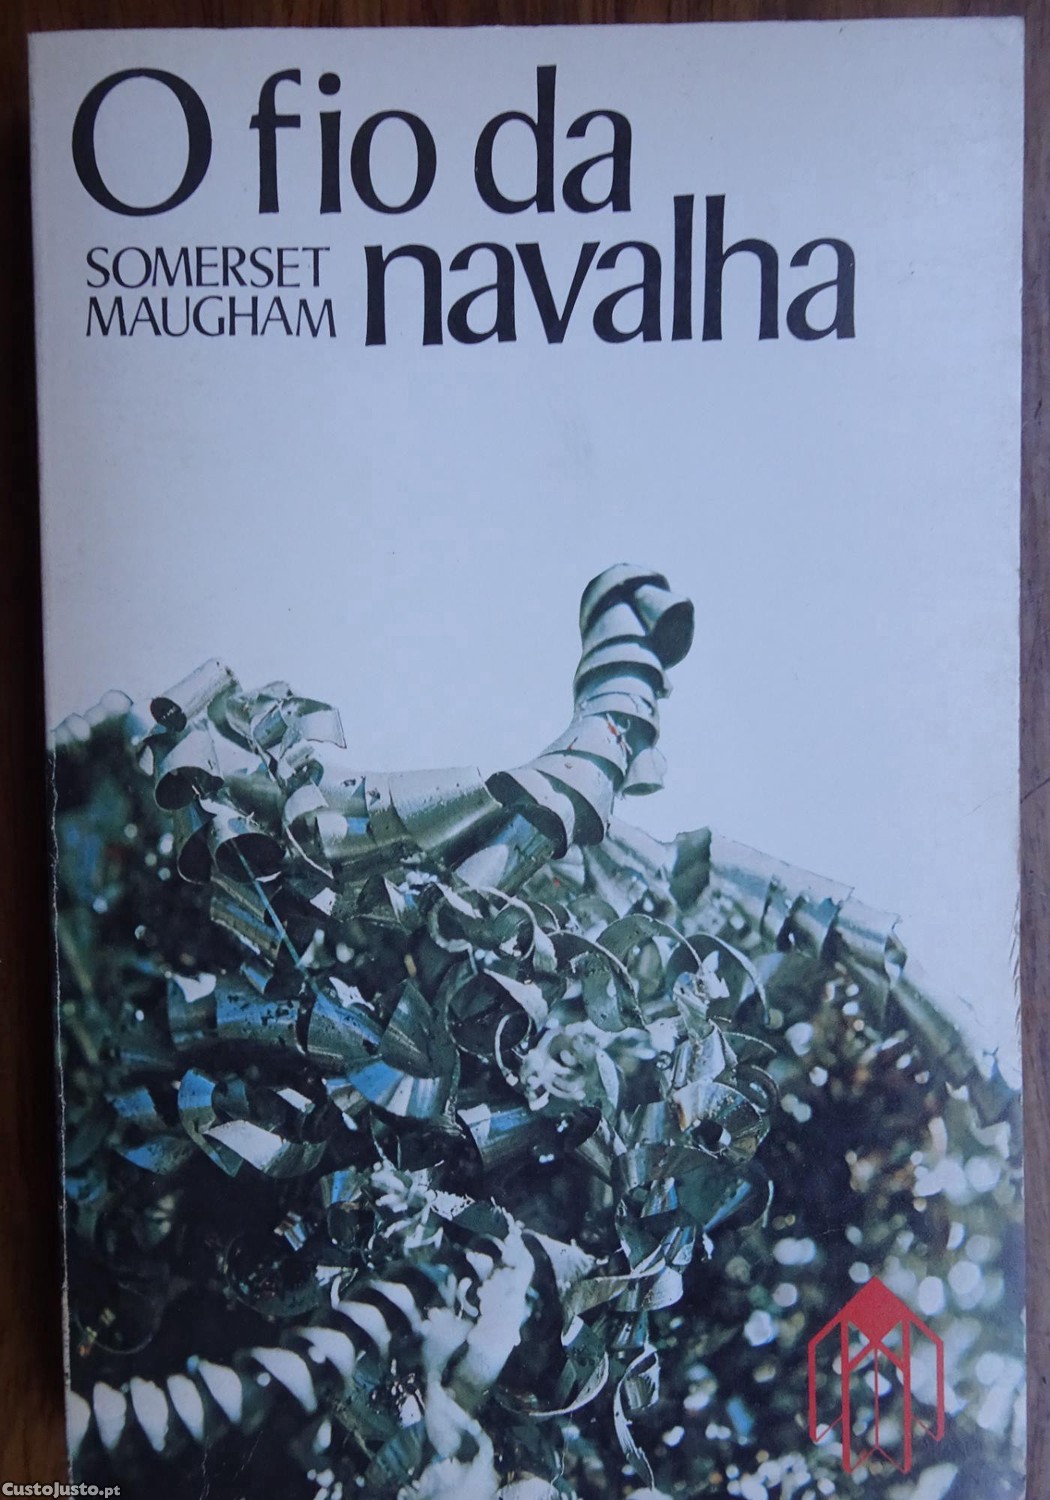 O fio da
SOMERSET
MAUGHAM
navalha
CustoJusto.pt